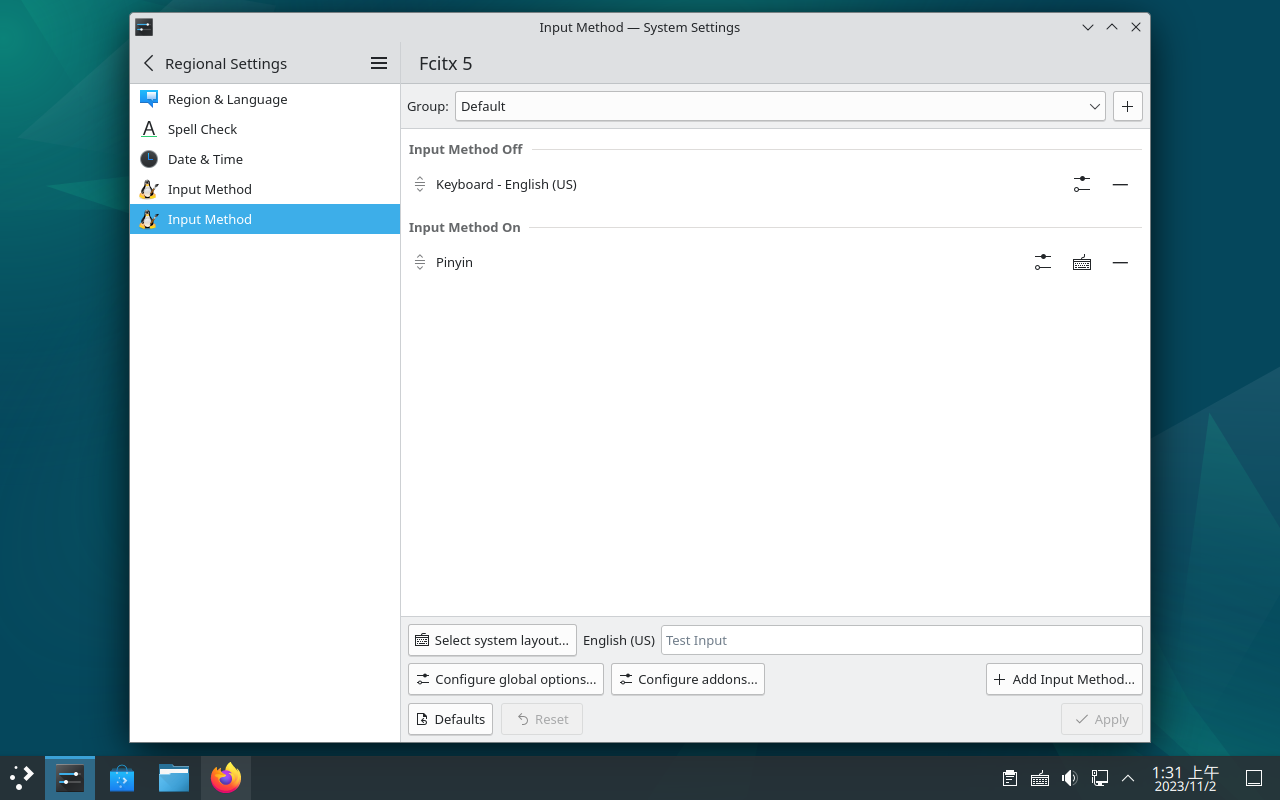 Input Method — System Settings
Regional Settings
Fcitx 5
Region & Language
Spell Check
Date & Time
Input Method
Input Method
Group:
Default
Input Method Off
Keyboard - English (US)
Input Method On
Pinyin
Select system layout...
English (US)
Test Input
Configure global options...
Configure addons...
Add Input Method...
Defaults
Reset
Apply
1:31 上午
2023/11/2